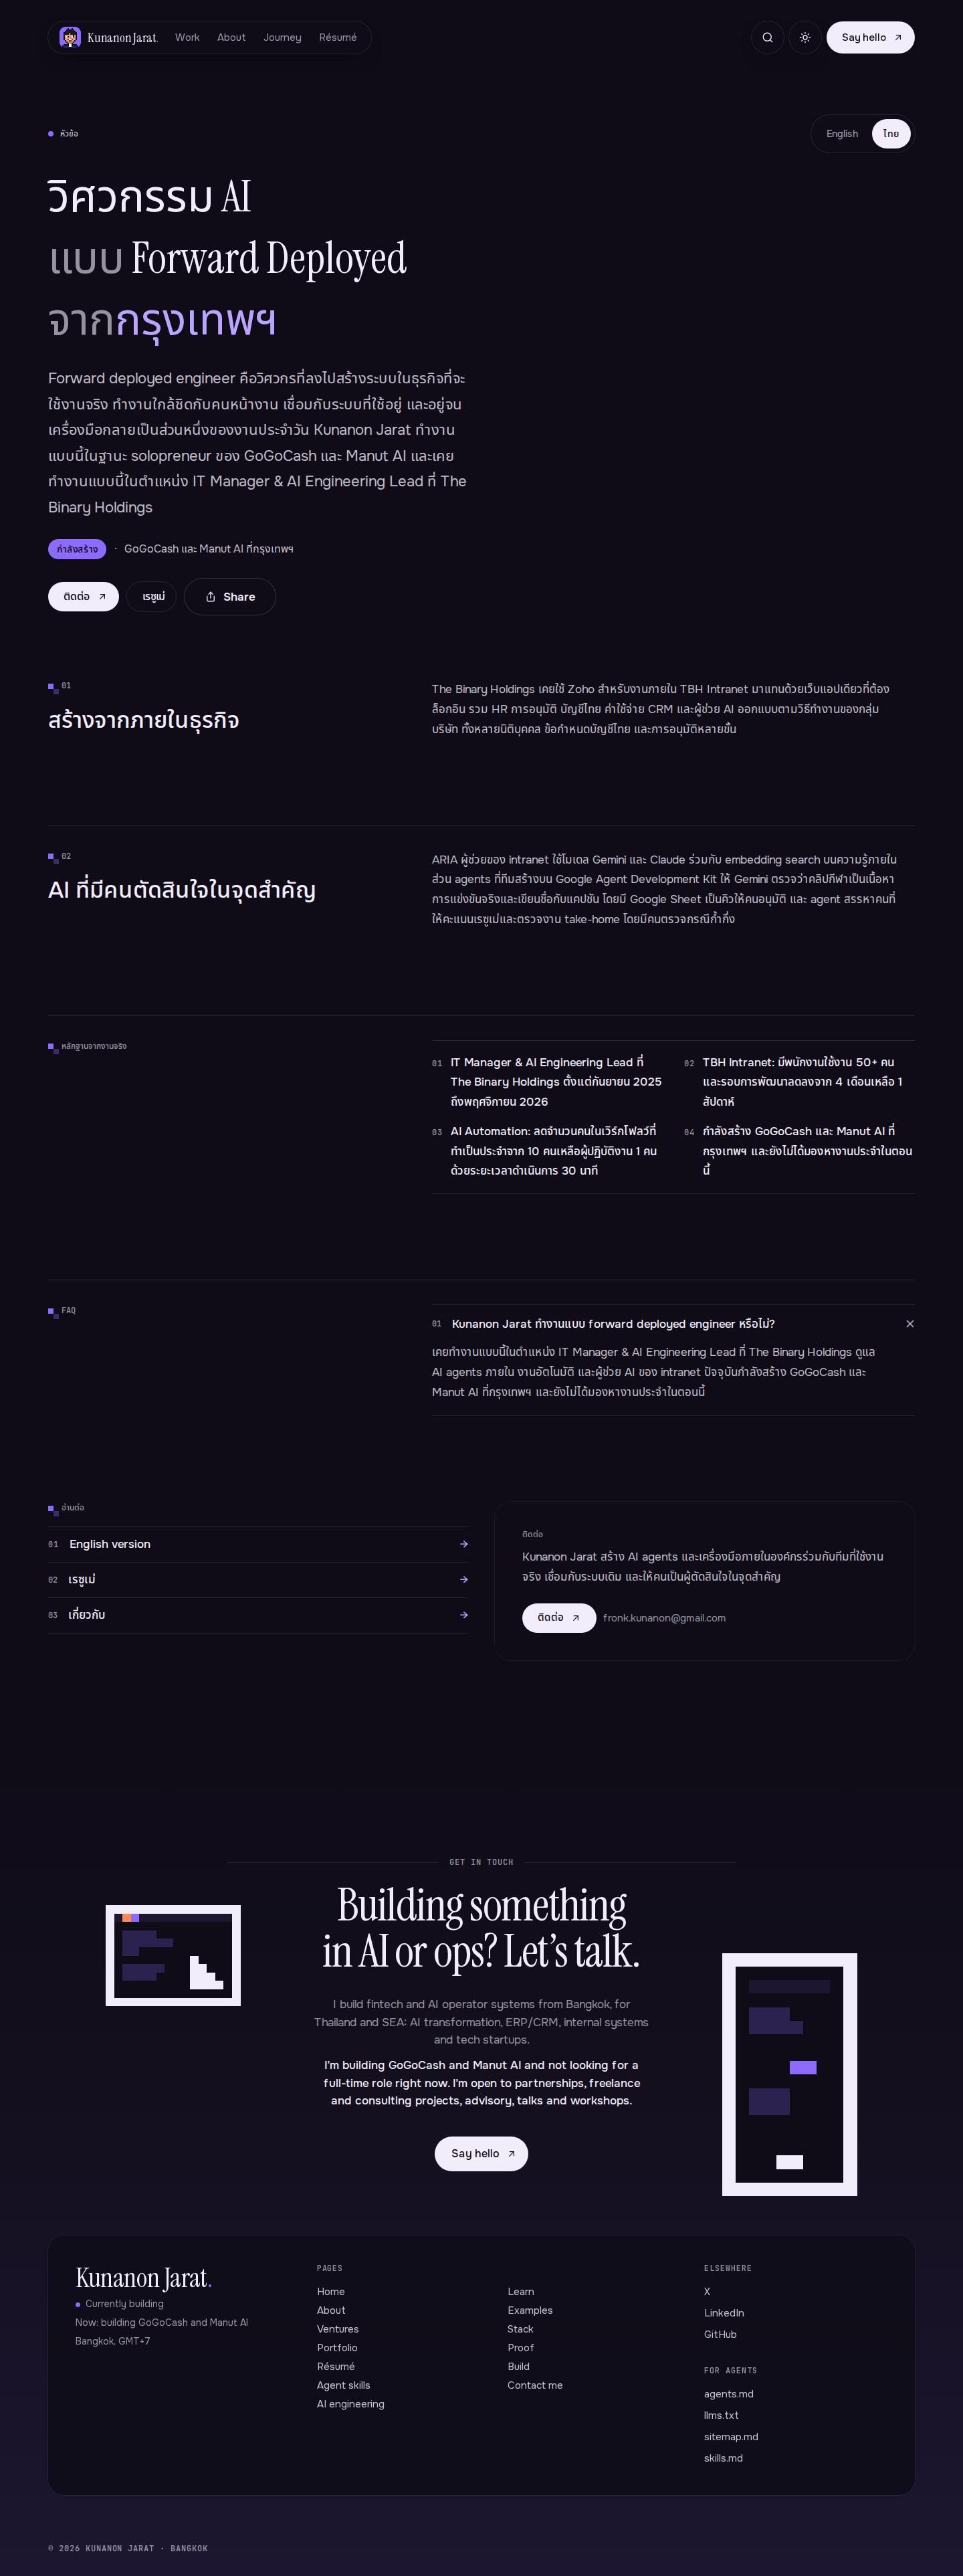 Kunanon Jarat.
Work
About
Journey
Résumé
Say hello
หัวข้อ
English
ไทย
วิศวกรรม AI
แบบ Forward Deployed
จากกรุงเทพฯ
Forward deployed engineer คือวิศวกรที่ลงไปสร้างระบบในธุรกิจที่จะ
ใช้งานจริง ทำงานใกล้ชิดกับคนหน้างาน เชื่อมกับระบบที่ใช้อยู่ และอยู่จน
เครื่องมือกลายเป็นส่วนหนึ่งของงานประจำวัน Kunanon Jarat ทำงาน
แบบนี้ในฐานะ solopreneur ของ GoGoCash และ Manut AI และเคย
ทำงานแบบนี้ในตำแหน่ง IT Manager & AI Engineering Lead ที่ The
Binary Holdings
กำลังสร้าง · GoGoCash และ Manut AI ที่กรุงเทพฯ
ติดต่อ
เรซูเม่
Share
01
สร้างจากภายในธุรกิจ
The Binary Holdings เคยใช้ Zoho สำหรับงานภายใน TBH Intranet มาแทนด้วยเว็บแอปเดียวที่ต้อง
ล็อกอิน รวม HR การอนุมัติ บัญชีไทย ค่าใช้จ่าย CRM และผู้ช่วย AI ออกแบบตามวิธีทำงานของกลุ่ม
บริษัท ทั้งหลายนิติบุคคล ข้อกำหนดบัญชีไทย และการอนุมัติหลายขั้น
02
AI ที่มีคนตัดสินใจในจุดสำคัญ
ARIA ผู้ช่วยของ intranet ใช้โมเดล Gemini และ Claude ร่วมกับ embedding search บนความรู้ภายใน
ส่วน agents ที่ทีมสร้างบน Google Agent Development Kit ให้ Gemini ตรวจว่าคลิปกีฬาเป็นเนื้อหา
การแข่งขันจริงและเขียนชื่อกับแคปชัน โดยมี Google Sheet เป็นคิวให้คนอนุมัติ และ agent สรรหาคนที่
ให้คะแนนเรซูเม่และตรวจงาน take-home โดยมีคนตรวจกรณีก้ำกึ่ง
หลักฐานจากงานจริง
01 IT Manager & AI Engineering Lead ที่
The Binary Holdings ตั้งแต่กันยายน 2025
ถึงพฤศจิกายน 2026
02 TBH Intranet: มีพนักงานใช้งาน 50+ คน
และรอบการพัฒนาลดลงจาก 4 เดือนเหลือ 1
สัปดาห์
03 AI Automation: ลดจำนวนคนในเวิร์กโฟลว์ที่
ทำเป็นประจำจาก 10 คนเหลือผู้ปฏิบัติงาน 1 คน
ด้วยระยะเวลาดำเนินการ 30 นาที
04 กำลังสร้าง GoGoCash และ Manut AI ที่
กรุงเทพฯ และยังไม่ได้มองหางานประจำในตอน
นี้
FAQ
01 Kunanon Jarat ทำงานแบบ forward deployed engineer หรือไม่?
เคยทำงานแบบนี้ในตำแหน่ง IT Manager & AI Engineering Lead ที่ The Binary Holdings ดูแล
AI agents ภายใน งานอัตโนมัติ และผู้ช่วย AI ของ intranet ปัจจุบันกำลังสร้าง GoGoCash และ
Manut AI ที่กรุงเทพฯ และยังไม่ได้มองหางานประจำในตอนนี้
อ่านต่อ
01 English version
02 เรซูเม่
03 เกี่ยวกับ
ติดต่อ
Kunanon Jarat สร้าง AI agents และเครื่องมือภายในองค์กรร่วมกับทีมที่ใช้งาน
จริง เชื่อมกับระบบเดิม และให้คนเป็นผู้ตัดสินใจในจุดสำคัญ
ติดต่อ
fronk.kunanon@gmail.com
GET IN TOUCH
Building something
in AI or ops? Let’s talk.
I build fintech and AI operator systems from Bangkok, for
Thailand and SEA: AI transformation, ERP/CRM, internal systems
and tech startups.
I'm building GoGoCash and Manut AI and not looking for a
full-time role right now. I'm open to partnerships, freelance
and consulting projects, advisory, talks and workshops.
Say hello
Kunanon Jarat.
Currently building
Now: building GoGoCash and Manut AI
Bangkok, GMT+7
PAGES
Home
About
Ventures
Portfolio
Résumé
Agent skills
AI engineering
Learn
Examples
Stack
Proof
Build
Contact me
ELSEWHERE
X
LinkedIn
GitHub
FOR AGENTS
agents.md
llms.txt
sitemap.md
skills.md
© 2026 KUNANON JARAT · BANGKOK